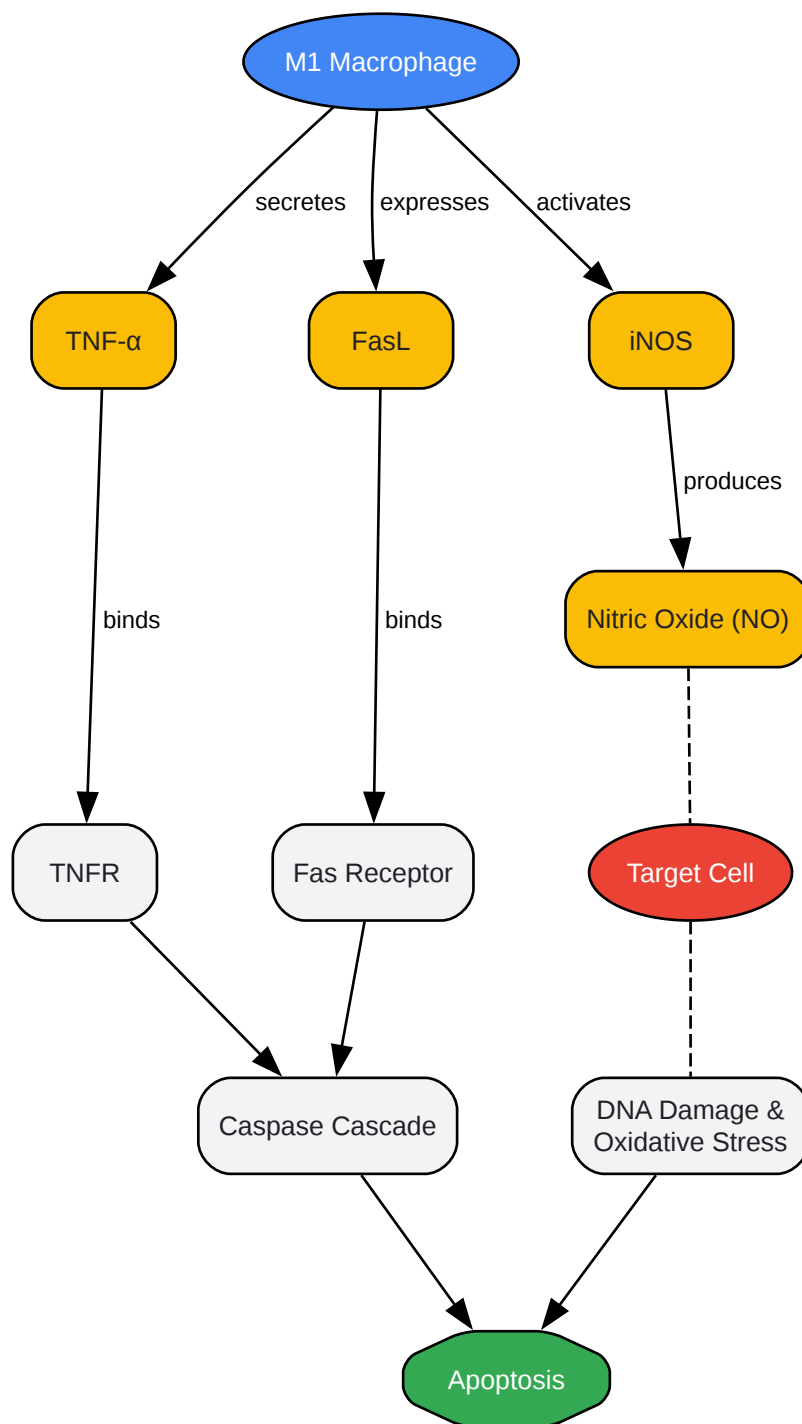 M1 Macrophage
secretes
expresses
activates
TNF-α
FasL
iNOS
produces
binds
binds
Nitric Oxide (NO)
TNFR
Fas Receptor
Target Cell
Caspase Cascade
DNA Damage &
Oxidative Stress
Apoptosis